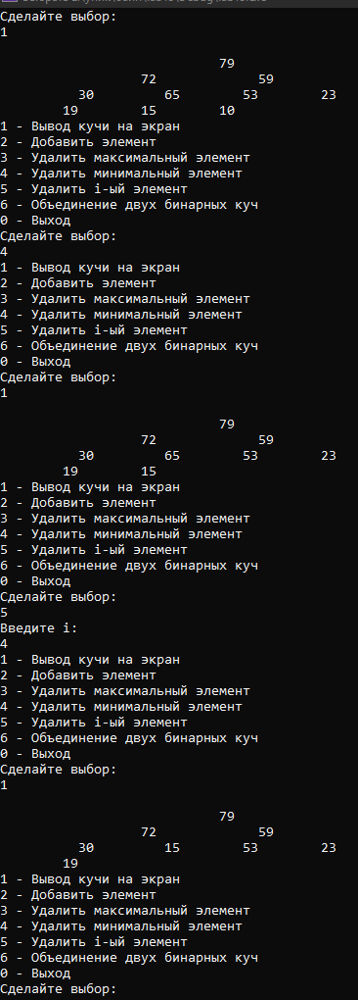 Сделайте выбор:
1
79
72 59
30 65 53 23
19 15 10
1 - Вывод кучи на экран
2 - Добавить элемент
3 - Удалить максимальный элемент
4 - Удалить минимальный элемент
5 - Удалить i-ый элемент
6 - Объединение двух бинарных куч
0 - Выход
Сделайте выбор:
4
1 - Вывод кучи на экран
2 - Добавить элемент
3 - Удалить максимальный элемент
4 - Удалить минимальный элемент
5 - Удалить i-ый элемент
6 - Объединение двух бинарных куч
0 - Выход
Сделайте выбор:
1
79
72 59
30 65 53 23
19 15
1 - Вывод кучи на экран
2 - Добавить элемент
3 - Удалить максимальный элемент
4 - Удалить минимальный элемент
5 - Удалить i-ый элемент
6 - Объединение двух бинарных куч
0 - Выход
Сделайте выбор:
5
Введите i:
4
1 - Вывод кучи на экран
2 - Добавить элемент
3 - Удалить максимальный элемент
4 - Удалить минимальный элемент
5 - Удалить i-ый элемент
6 - Объединение двух бинарных куч
0 - Выход
Сделайте выбор:
1
79
72 59
30 15 53 23
19
1 - Вывод кучи на экран
2 - Добавить элемент
3 - Удалить максимальный элемент
4 - Удалить минимальный элемент
5 - Удалить i-ый элемент
6 - Объединение двух бинарных куч
0 - Выход
Сделайте выбор: